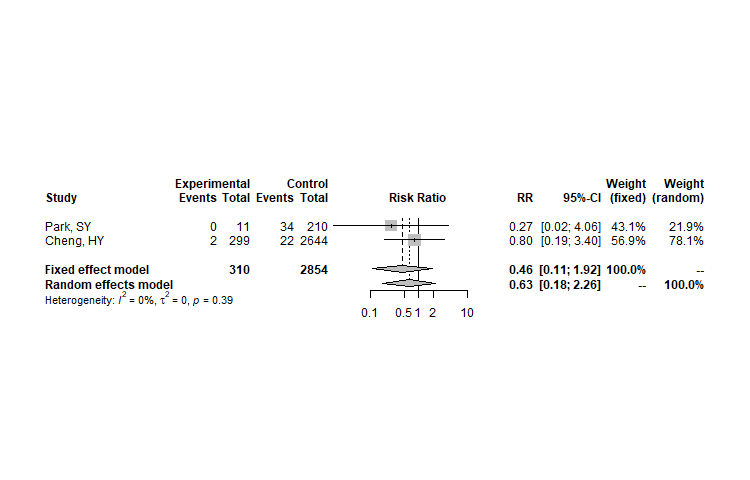 Experimental Control Weight Weight
Study Events Total Events Total Risk Ratio RR 95%-CI (fixed) (random)
Park, SY 0 11 34 210 0.27 [0.02; 4.06] 43.1% 21.9%
Cheng, HY 2 299 22 2644 0.80 [0.19; 3.40] 56.9% 78.1%
Fixed effect model 310 2854 0.46 [0.11; 1.92] 100.0% --
Random effects model 0.63 [0.18; 2.26] -- 100.0%
Heterogeneity: I² = 0%, τ² = 0, p = 0.39
0.1 0.5 1 2 10